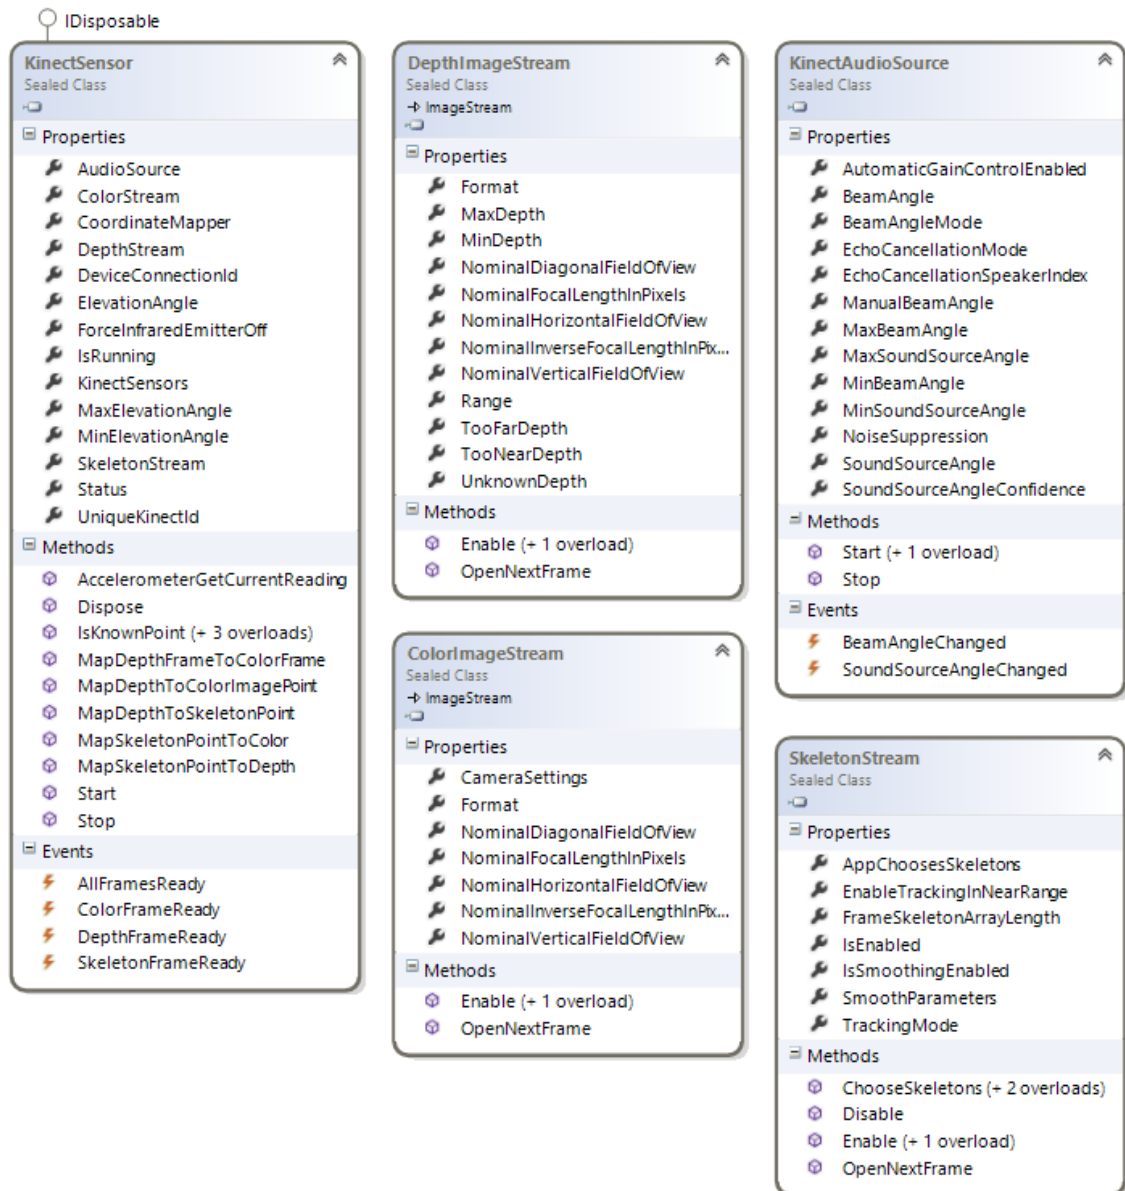 IDisposable
KinectSensor
Sealed Class
Properties
AudioSource
ColorStream
CoordinateMapper
DepthStream
DeviceConnectionId
ElevationAngle
ForceInfraredEmitterOff
IsRunning
KinectSensors
MaxElevationAngle
MinElevationAngle
SkeletonStream
Status
UniqueKinectId
Methods
AccelerometerGetCurrentReading
Dispose
IsKnownPoint (+ 3 overloads)
MapDepthFrameToColorFrame
MapDepthToColorImagePoint
MapDepthToSkeletonPoint
MapSkeletonPointToColor
MapSkeletonPointToDepth
Start
Stop
Events
AllFramesReady
ColorFrameReady
DepthFrameReady
SkeletonFrameReady
DepthImageStream
Sealed Class
ImageStream
Properties
Format
MaxDepth
MinDepth
NominalDiagonalFieldOfView
NominalFocalLengthInPixels
NominalHorizontalFieldOfView
NominalInverseFocalLengthInPix...
NominalVerticalFieldOfView
Range
TooFarDepth
TooNearDepth
UnknownDepth
Methods
Enable (+ 1 overload)
OpenNextFrame
ColorImageStream
Sealed Class
ImageStream
Properties
CameraSettings
Format
NominalDiagonalFieldOfView
NominalFocalLengthInPixels
NominalHorizontalFieldOfView
NominalInverseFocalLengthInPix...
NominalVerticalFieldOfView
Methods
Enable (+ 1 overload)
OpenNextFrame
KinectAudioSource
Sealed Class
Properties
AutomaticGainControlEnabled
BeamAngle
BeamAngleMode
EchoCancellationMode
EchoCancellationSpeakerIndex
ManualBeamAngle
MaxBeamAngle
MaxSoundSourceAngle
MinBeamAngle
MinSoundSourceAngle
NoiseSuppression
SoundSourceAngle
SoundSourceAngleConfidence
Methods
Start (+ 1 overload)
Stop
Events
BeamAngleChanged
SoundSourceAngleChanged
SkeletonStream
Sealed Class
Properties
AppChoosesSkeletons
EnableTrackingInNearRange
FrameSkeletonArrayLength
IsEnabled
IsSmoothingEnabled
SmoothParameters
TrackingMode
Methods
ChooseSkeletons (+ 2 overloads)
Disable
Enable (+ 1 overload)
OpenNextFrame